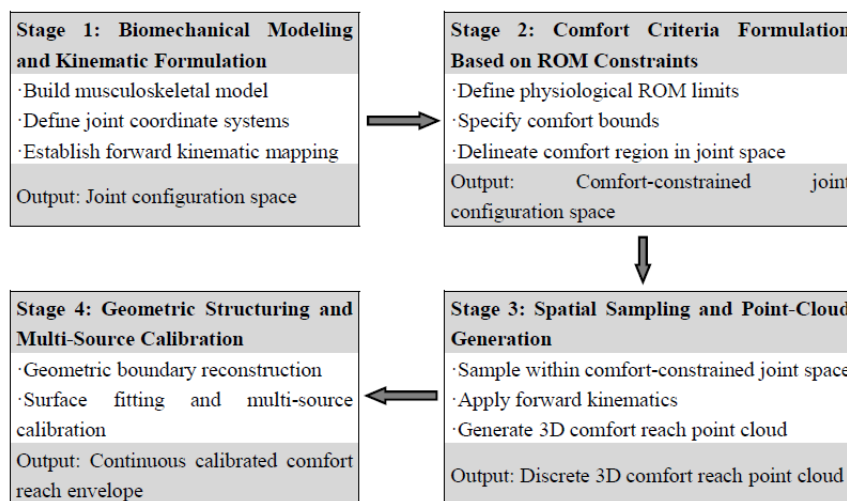 Stage 1: Biomechanical Modeling
and Kinematic Formulation
·Build musculoskeletal model
·Define joint coordinate systems
·Establish forward kinematic mapping
Output: Joint configuration space
Stage 2: Comfort Criteria Formulation
Based on ROM Constraints
·Define physiological ROM limits
·Specify comfort bounds
·Delineate comfort region in joint space
Output: Comfort-constrained joint
configuration space
Stage 3: Spatial Sampling and Point-Cloud
Generation
·Sample within comfort-constrained joint space
·Apply forward kinematics
·Generate 3D comfort reach point cloud
Output: Discrete 3D comfort reach point cloud
Stage 4: Geometric Structuring and
Multi-Source Calibration
·Geometric boundary reconstruction
·Surface fitting and multi-source
calibration
Output: Continuous calibrated comfort
reach envelope